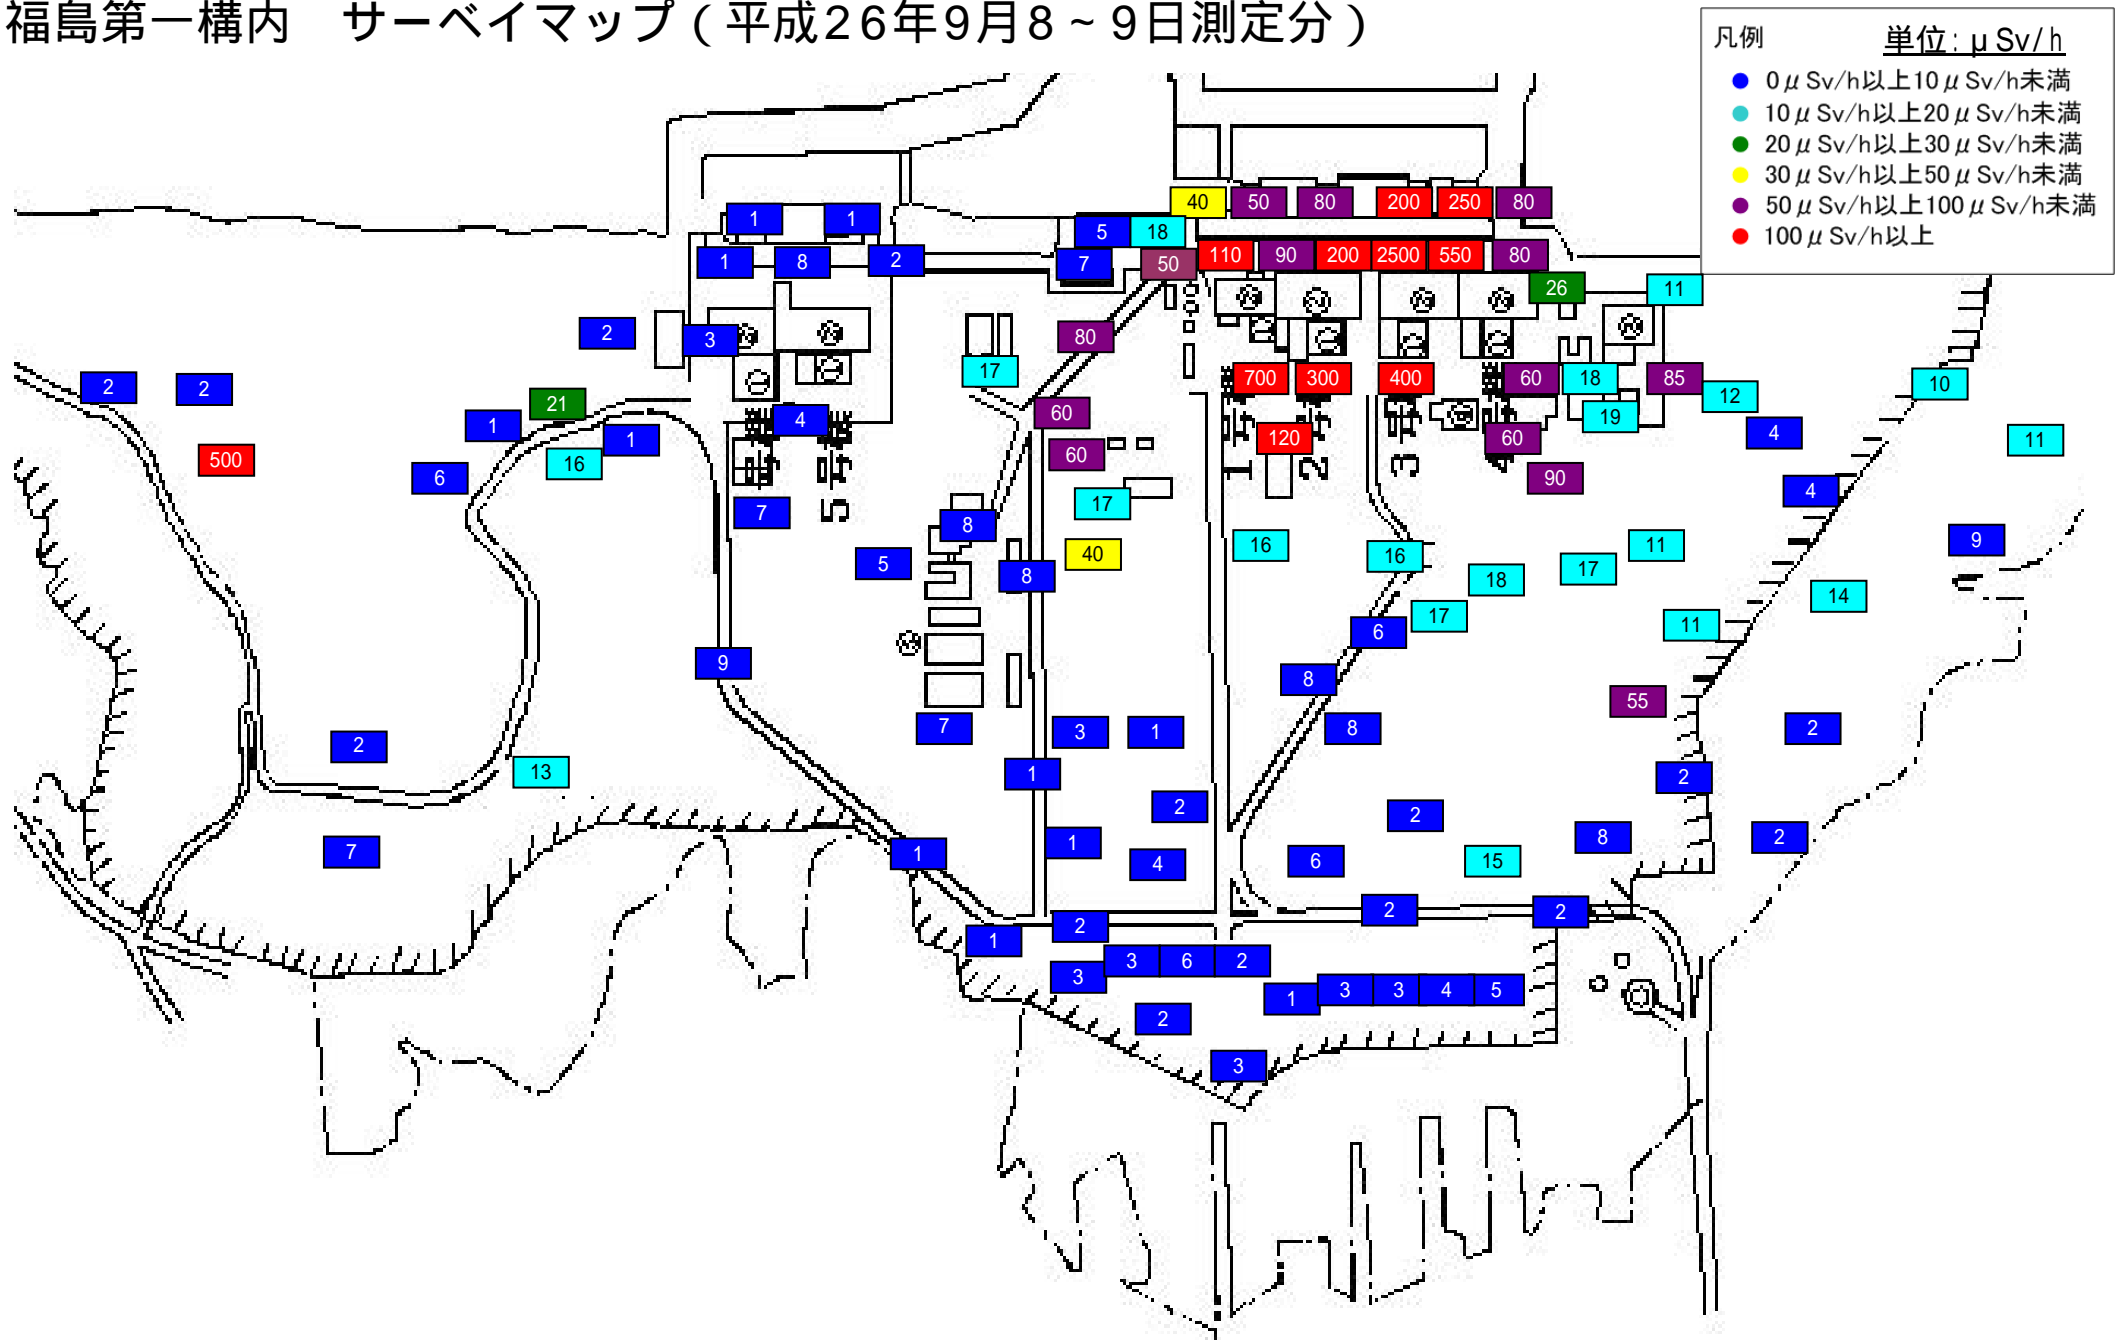 福島第一構内　サーベイマップ（平成26年9月8～9日測定分）
凡例　単位：μSv/h
0μSv/h以上10μSv/h未満
10μSv/h以上20μSv/h未満
20μSv/h以上30μSv/h未満
30μSv/h以上50μSv/h未満
50μSv/h以上100μSv/h未満
100μSv/h以上
40 50 80 200 250 80
1 1 5 18
1 8 2 7 50 110 90 200 2500 550 80
26 11
2 3 80
17 700 300 400 60 18 85 12 10
2 2 21 1 1 4 60 19 4 11
500 16 6 60 120 60 90
7 8 17 4
5 8 40 16 16 18 17 11 9
17 14
9 6 11
8 55
7 3 1 8 2
2 13 1 2
2 2 8 2
7 1 1 4 6 15
2 2 2
1 3 6 2
3 1 3 3 4 5
2
3